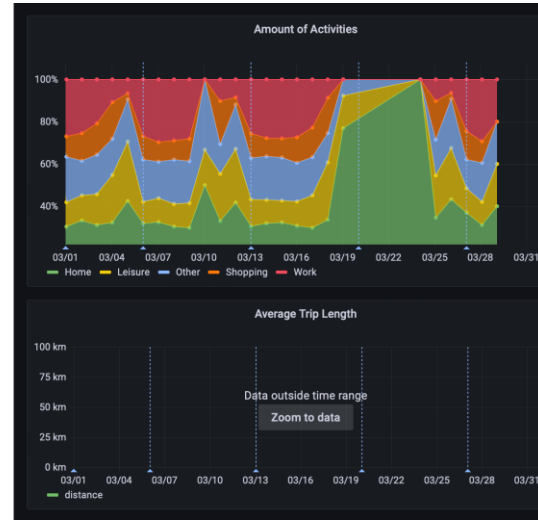 Amount of Activities
100%
80%
60%
40%
03/01 03/04 03/07 03/10 03/13 03/16 03/19 03/22 03/25 03/28 03/31
Home Leisure Other Shopping Work
Average Trip Length
100 km
75 km
Data outside time range
50 km
Zoom to data
25 km
0 km
03/01 03/04 03/07 03/10 03/13 03/16 03/19 03/22 03/25 03/28 03/31
distance